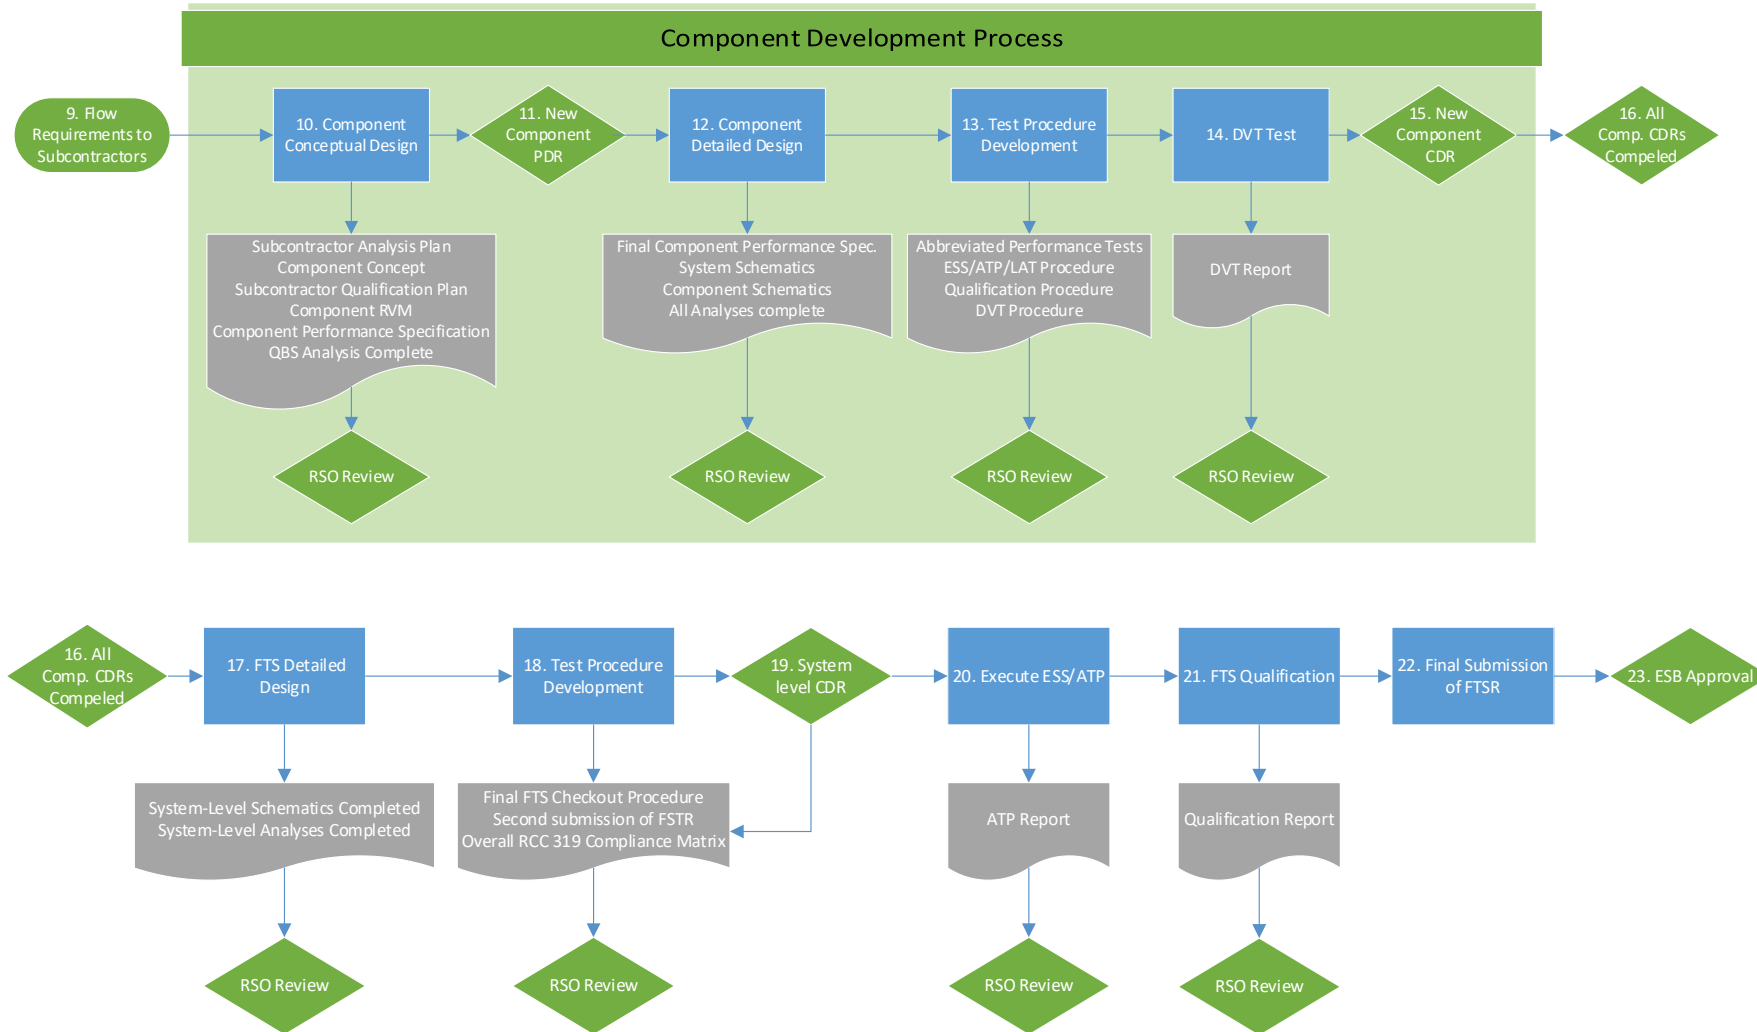 Component Development Process
9. Flow
Requirements to
Subcontractors
10. Component
Conceptual Design
11. New
Component
PDR
12. Component
Detailed Design
13. Test Procedure
Development
14. DVT Test
15. New
Component
CDR
16. All
Comp. CDRs
Compeled
Subcontractor Analysis Plan
Component Concept
Subcontractor Qualification Plan
Component RVM
Component Performance Specification
QBS Analysis Complete
Final Component Performance Spec.
System Schematics
Component Schematics
All Analyses complete
Abbreviated Performance Tests
ESS/ATP/LAT Procedure
Qualification Procedure
DVT Procedure
DVT Report
RSO Review
RSO Review
RSO Review
RSO Review
16. All
Comp. CDRs
Compeled
17. FTS Detailed
Design
18. Test Procedure
Development
19. System
level CDR
20. Execute ESS/ATP
21. FTS Qualification
22. Final Submission
of FTSR
23. ESB Approval
System-Level Schematics Completed
System-Level Analyses Completed
Final FTS Checkout Procedure
Second submission of FSTR
Overall RCC 319 Compliance Matrix
ATP Report
Qualification Report
RSO Review
RSO Review
RSO Review
RSO Review